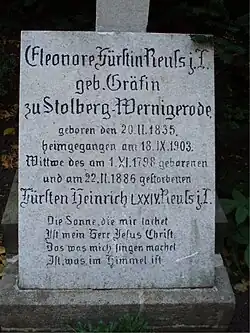 Eleonore Fürstin Reuss j.L.
geb. Gräfin
zu Stolberg-Wernigerode
geboren den 20.II.1835,
heimgegangen am 18.IX.1903.
Wittwe des am 1.XI.1798 geborenen
und am 22.II.1886 gestorbenen
Fürsten Heinrich LXXIV. Reuss j.L.
Die Sonne, die mir lachet
Ist mein Herr Jesus Christ.
Das was mich singen machet
Ist, was im Himmel ist